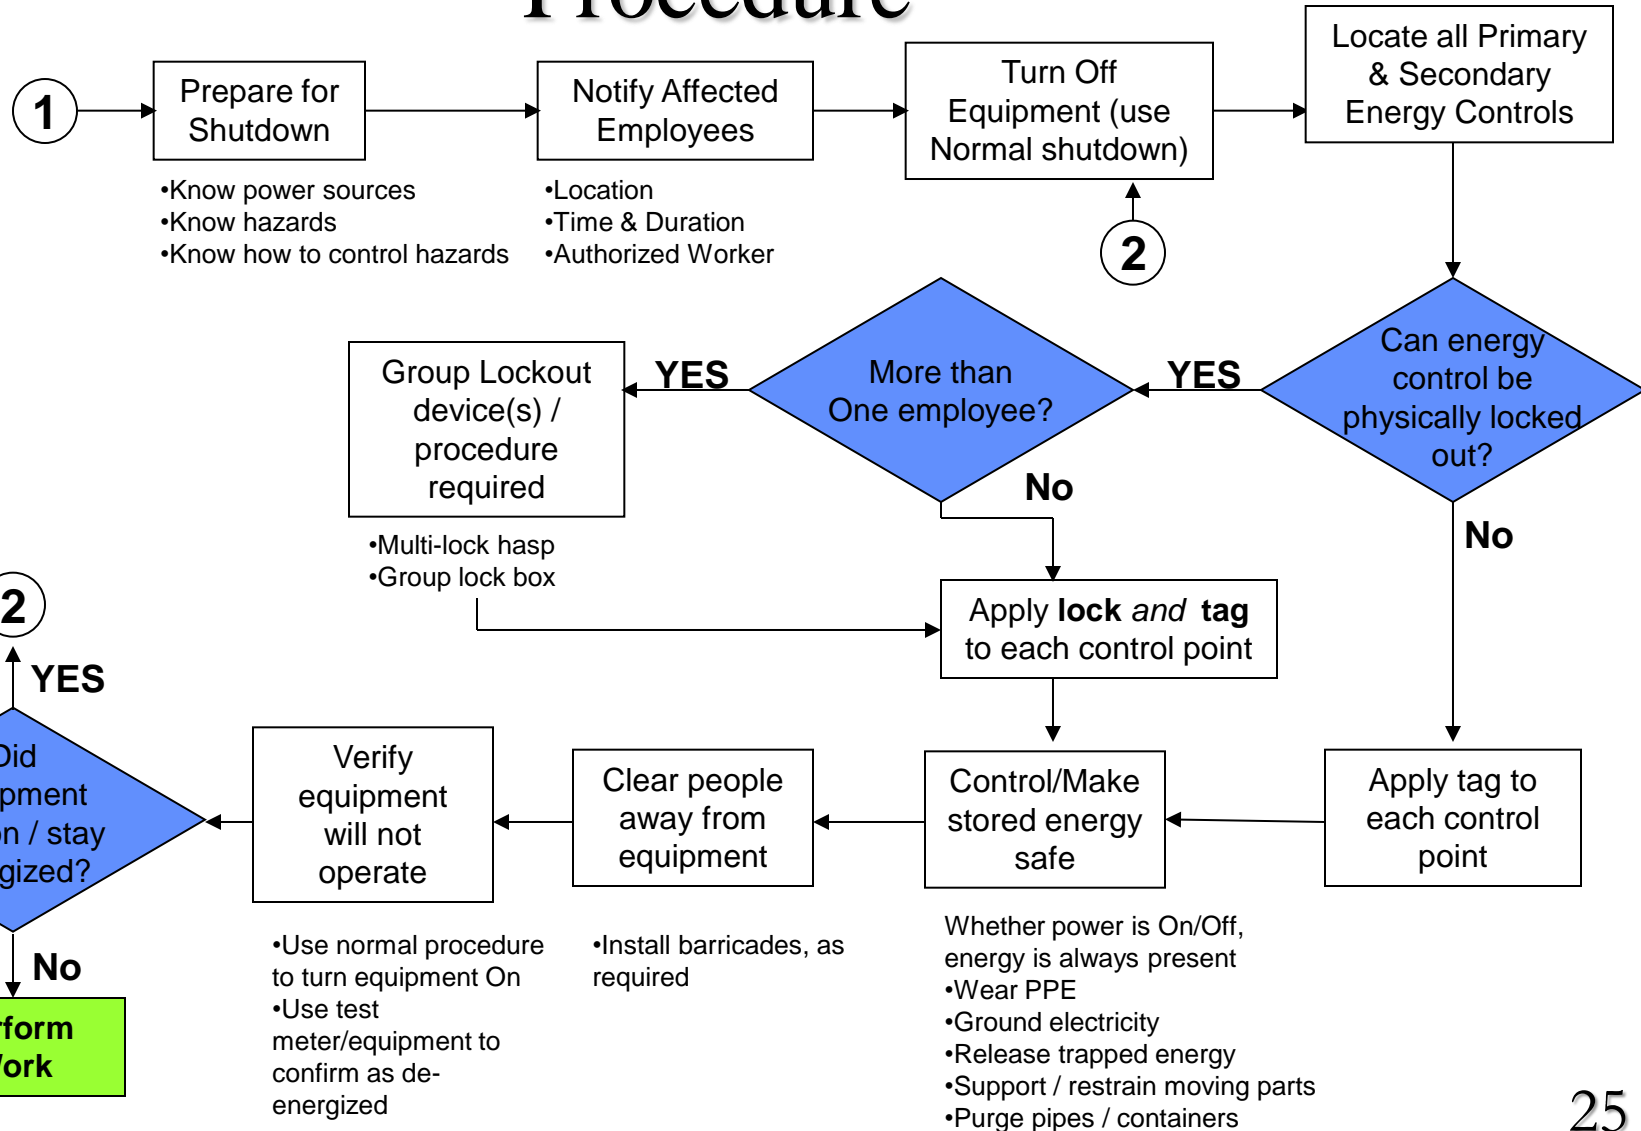 Procedure
1
Prepare for
Shutdown
•Know power sources
•Know hazards
•Know how to control hazards
Notify Affected
Employees
•Location
•Time & Duration
•Authorized Worker
Turn Off
Equipment (use
Normal shutdown)
2
Locate all Primary
& Secondary
Energy Controls
Can energy
control be
physically locked
out?
YES
No
More than
One employee?
YES
No
Group Lockout
device(s) /
procedure
required
•Multi-lock hasp
•Group lock box
Apply lock and tag
to each control point
Apply tag to
each control
point
Control/Make
stored energy
safe
Whether power is On/Off,
energy is always present
•Wear PPE
•Ground electricity
•Release trapped energy
•Support / restrain moving parts
•Purge pipes / containers
Clear people
away from
equipment
•Install barricades, as
required
Verify
equipment
will not
operate
•Use normal procedure
to turn equipment On
•Use test
meter/equipment to
confirm as de-
energized
2
YES
Did
/ stay
No
25